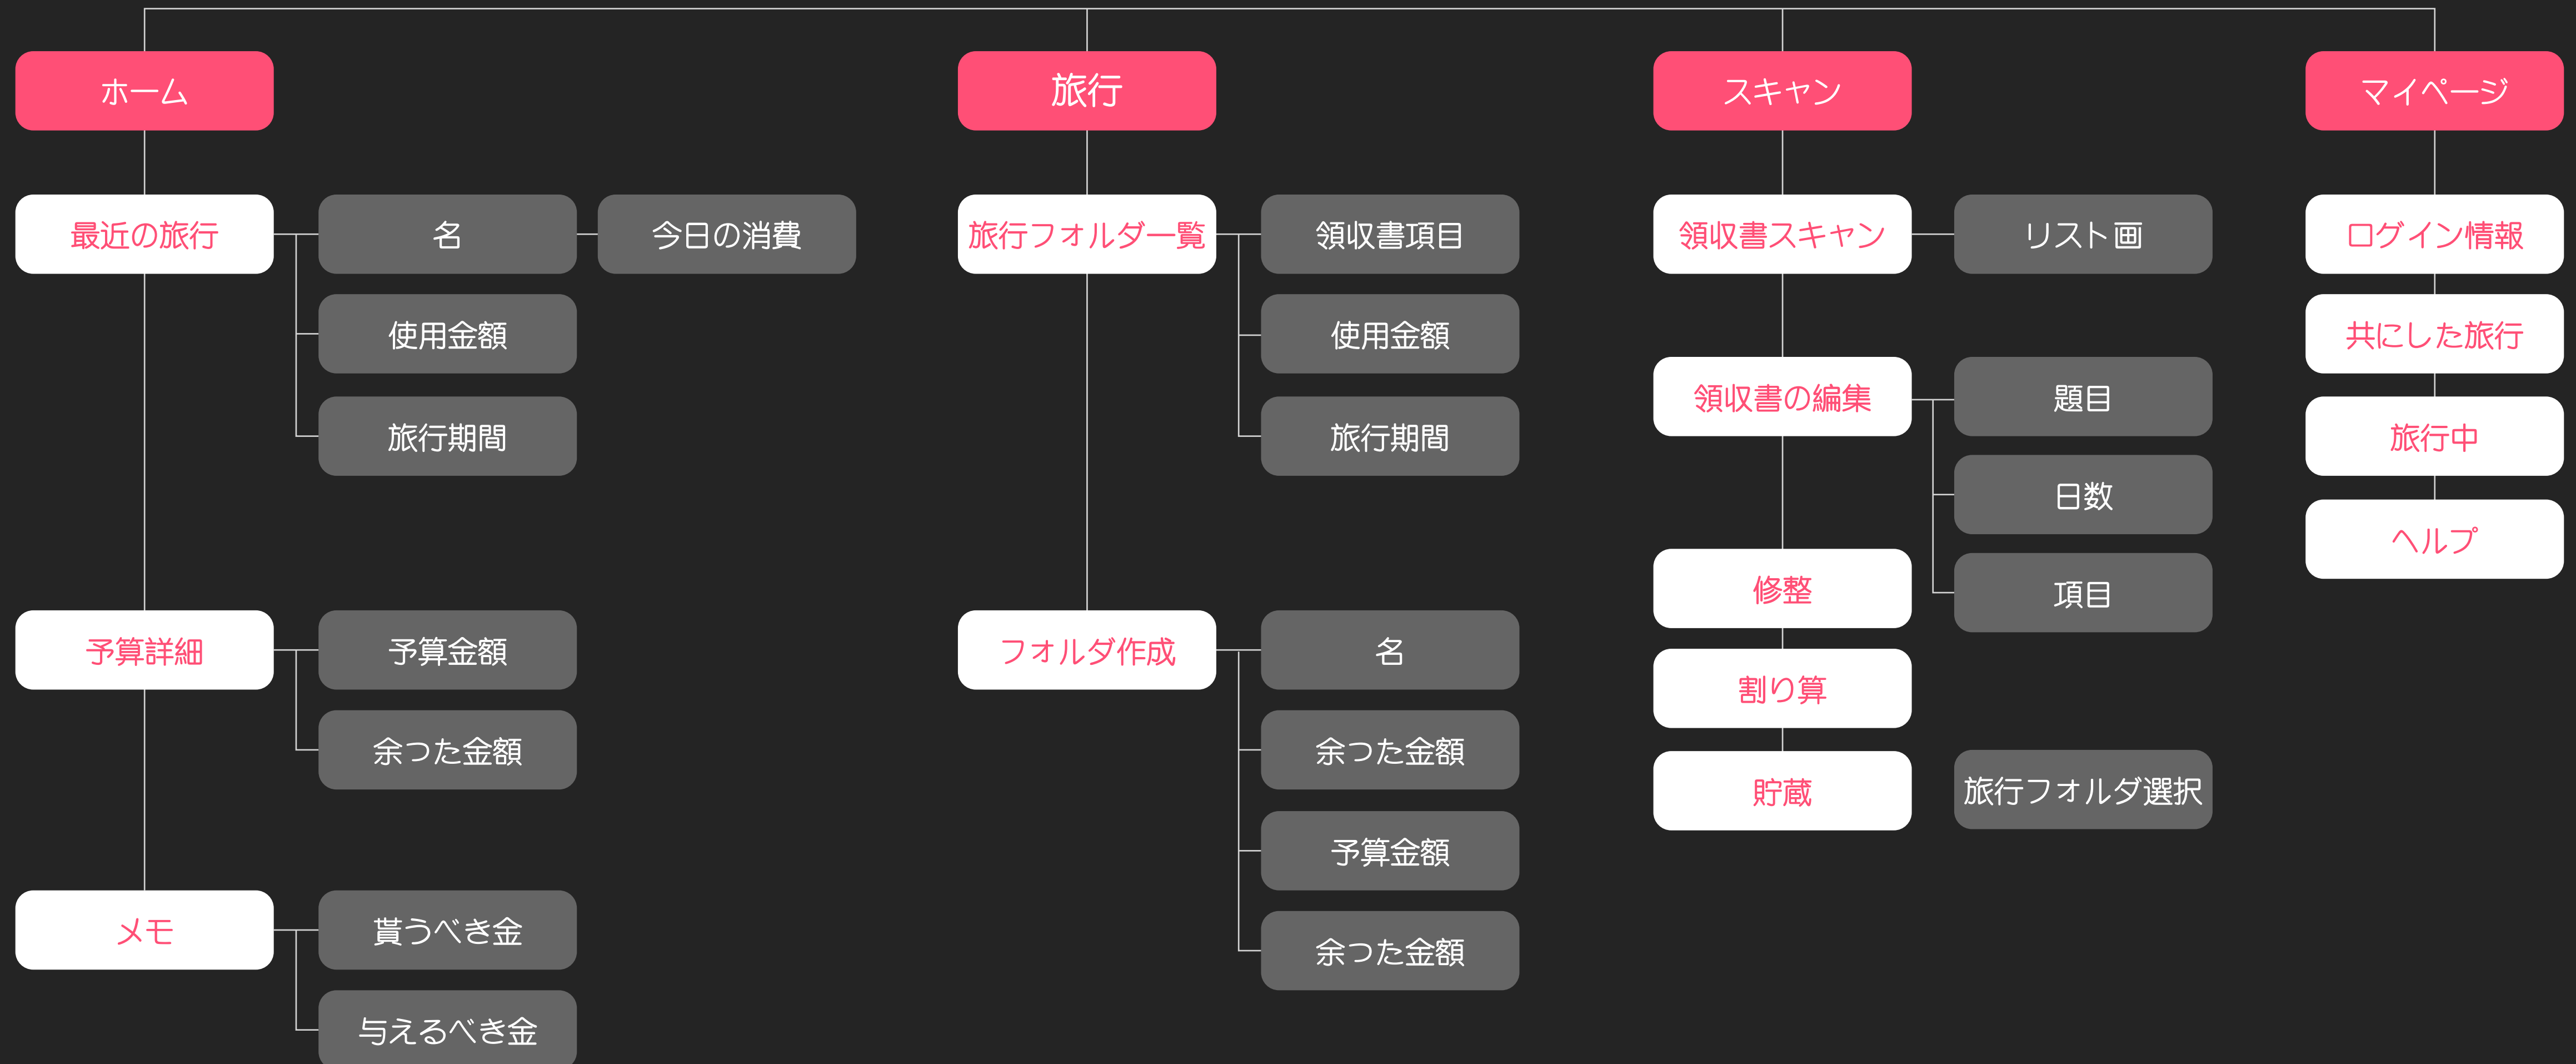 ホーム
旅行
スキャン
マイページ
最近の旅行
名
今日の消費
使用金額
旅行期間
予算詳細
予算金額
余った金額
メモ
貰うべき金
与えるべき金
旅行フォルダ一覧
領収書項目
使用金額
旅行期間
フォルダ作成
名
余った金額
予算金額
余った金額
領収書スキャン
リスト画
領収書の編集
題目
日数
項目
修整
割り算
貯蔵
旅行フォルダ選択
ログイン情報
共にした旅行
旅行中
ヘルプ